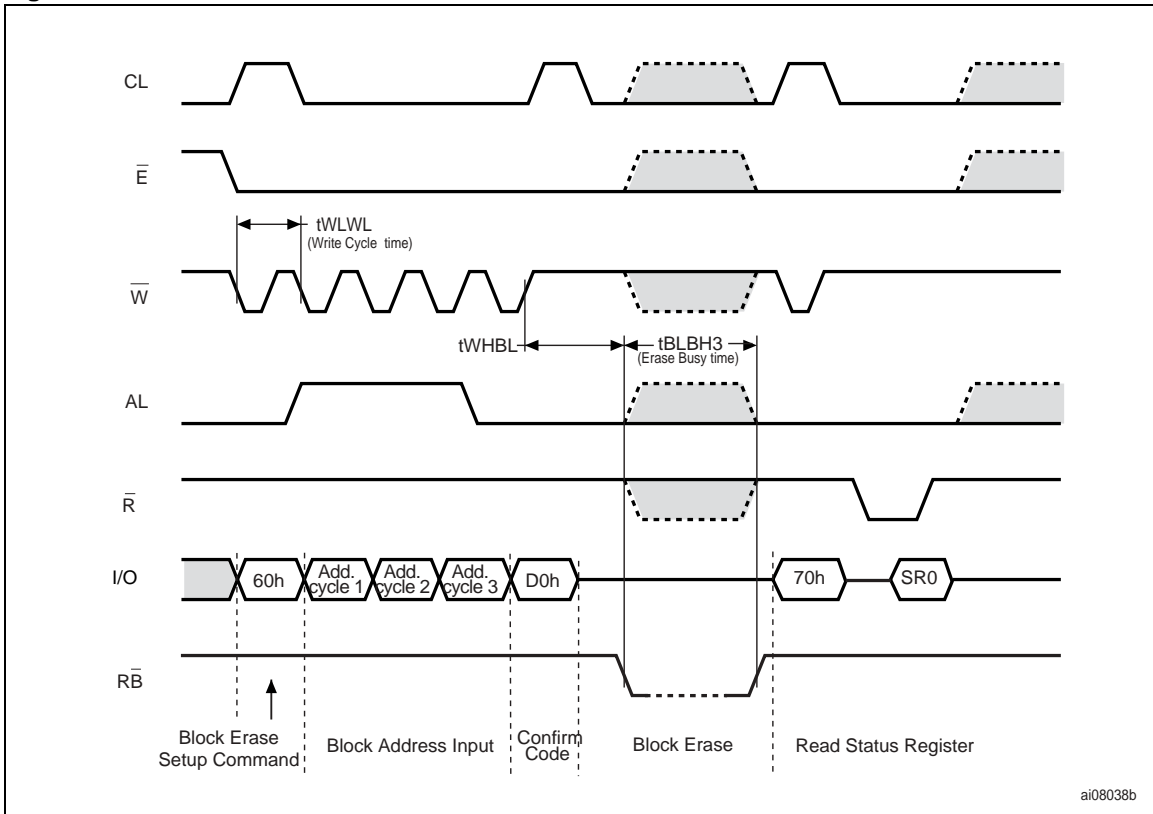 CL
E̅
tWLWL
(Write Cycle time)
W̅
tWHBL
tBLBH3
(Erase Busy time)
AL
R̅
I/O
60h
Add.
cycle 1
Add.
cycle 2
Add.
cycle 3
D0h
70h
SR0
RB̅
Block Erase
Setup Command
Block Address Input
Confirm
Code
Block Erase
Read Status Register
ai08038b